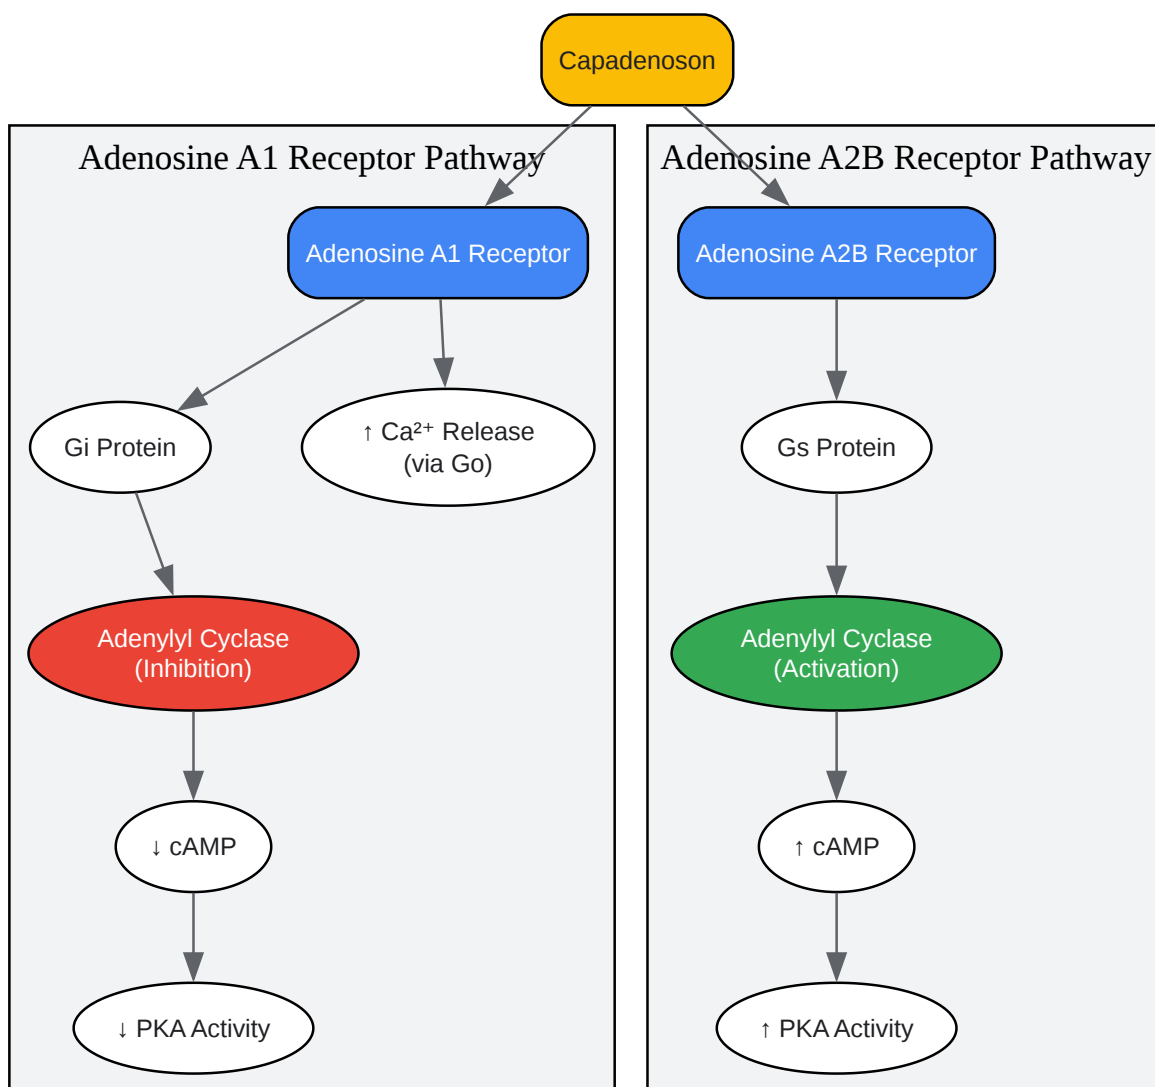 Capadenoson
Adenosine A1 Receptor Pathway
Adenosine A2B Receptor Pathway
Adenosine A1 Receptor
Adenosine A2B Receptor
Gi Protein
↑ Ca²⁺ Release
(via Go)
Gs Protein
Adenylyl Cyclase
(Inhibition)
Adenylyl Cyclase
(Activation)
↓ cAMP
↑ cAMP
↓ PKA Activity
↑ PKA Activity